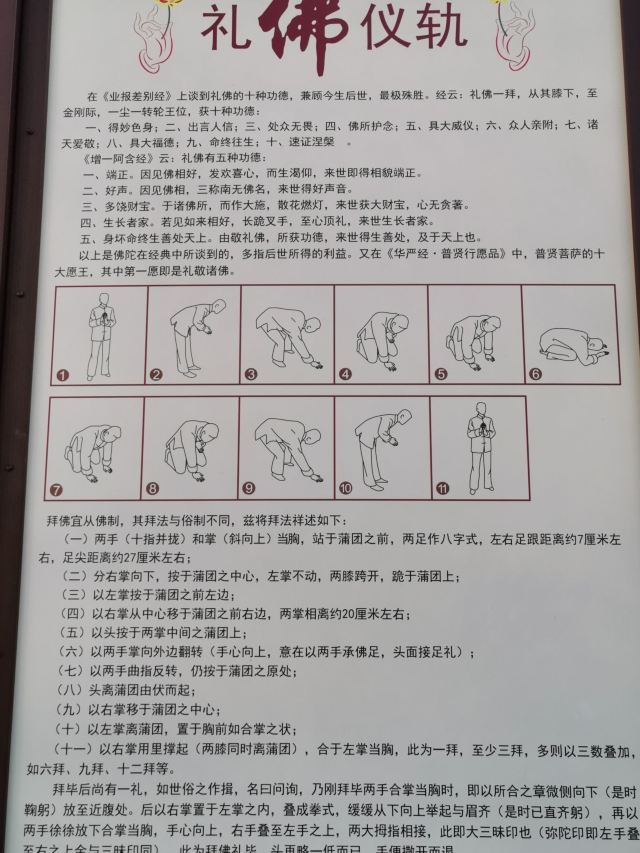 礼佛仪轨
在《业报差别经》上谈到礼佛的十种功德，兼顾今生后世，最极殊胜。经云：礼佛一拜，从其膝下，至
金刚际，一尘一转轮王位，获十种功德：
一、得妙色身；二、出言人信；三、处众无畏；四、佛所护念；五、具大威仪；六、众人亲附；七、诸
天爱敬；八、具大福德；九、命终往生；十、速证涅槃 。
《增一阿含经》云：礼佛有五种功德：
一、端正。因见佛相好，发欢喜心，而生渴仰，来世即得相貌端正。
二、好声。因见佛相，三称南无佛名，来世得好声音。
三、多饶财宝。于诸佛所，而作大施，散花燃灯，来世获大财宝，心无贪著。
四、生长者家。若见如来相好，长跪叉手，至心顶礼，来世生长者家。
五、身坏命终生善处天上。由敬礼佛，所获功德，来世得生善处，及于天上也。
以上是佛陀在经典中所谈到的，多指后世所得的利益。又在《华严经·普贤行愿品》中，普贤菩萨的十
大愿王，其中第一愿即是礼敬诸佛。
1 2 3 4 5 6
7 8 9 10 11
拜佛宜从佛制，其拜法与俗制不同，兹将拜法祥述如下：
（一）两手（十指并拢）和掌（斜向上）当胸，站于蒲团之前，两足作八字式，左右足跟距离约7厘米左
右，足尖距离约27厘米左右；
（二）分右掌向下，按于蒲团之中心，左掌不动，两膝跨开，跪于蒲团上；
（三）以左掌按于蒲团之前左边；
（四）以右掌从中心移于蒲团之前右边，两掌相离约20厘米左右；
（五）以头按于两掌中间之蒲团上；
（六）以两手掌向外边翻转（手心向上，意在以两手承佛足，头面接足礼）；
（七）以两手曲指反转，仍按于蒲团之原处；
（八）头离蒲团由伏而起；
（九）以右掌移于蒲团之中心；
（十）以左掌离蒲团，置于胸前如合掌之状；
（十一）以右掌用里撑起（两膝同时离蒲团），合于左掌当胸，此为一拜，至少三拜，多则以三数叠加，
如六拜、九拜、十二拜等。
拜毕后尚有一礼，如世俗之作揖，名曰问询，乃刚拜毕两手合掌当胸时，即以所合之章微侧向下（是时
鞠躬）放至近腹处。后以右掌置于左掌之内，叠成拳式，缓缓从下向上举起与眉齐（是时已直齐躬），再以
两手徐徐放下合掌当胸，手心向上，右手叠至左手之上，两大拇指相接，此即大三昧印也（弥陀印即左手叠
至右之上余与三昧印同），此为拜佛礼毕，头再略一低而已，手便撒开而退。